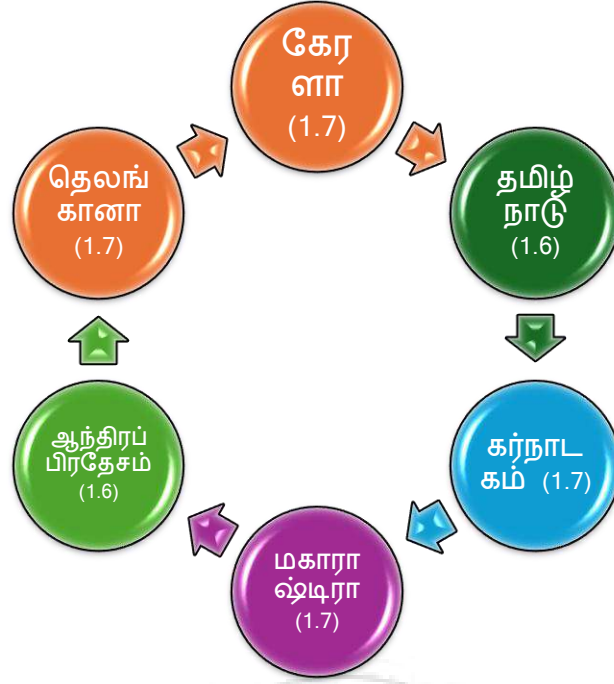 கேர
ளா
(1.7)
தமிழ்
நாடு
(1.6)
கர்நாட
கம் (1.7)
மகாரா
ஷ்டிரா
(1.7)
ஆந்திரப்
பிரதேசம்
(1.6)
தெலங்
கானா
(1.7)